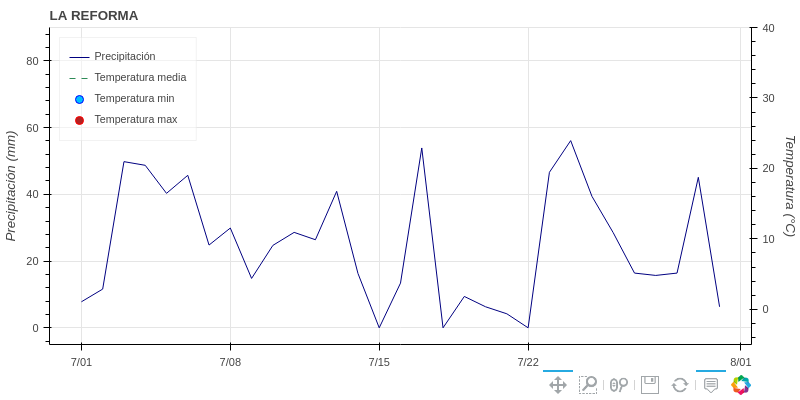 LA REFORMA
Precipitación
Temperatura media
Temperatura min
Temperatura max
Precipitación (mm)
80
60
40
20
0
Temperatura (°C)
40
30
20
10
0
7/01
7/08
7/15
7/22
8/01